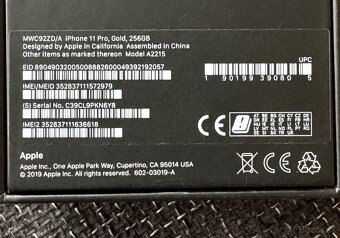 MWC92ZD/A iPhone 11 Pro, Gold, 256GB
Designed by Apple in California Assembled in China
Other items as marked thereon Model A2215
EID 89049032005008882600049392192057
UPC
IMEI/MEID 352837111572979
1 90199 39080 5
(S) Serial No. C39CL9PKN6Y8
IMEI2 352837111636618
CE
Apple
Apple Inc., One Apple Park Way, Cupertino, CA 95014 USA
© 2019 Apple Inc. All rights reserved. 602-03019-A